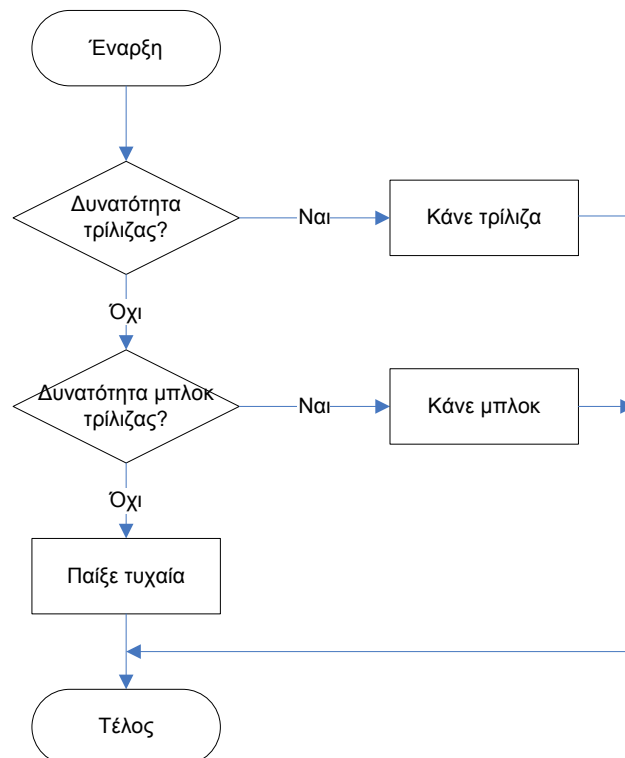 Έναρξη
Δυνατότητα
τρίλιζας?
Ναι
Κάνε τρίλιζα
Όχι
Δυνατότητα μπλοκ
τρίλιζας?
Ναι
Κάνε μπλοκ
Όχι
Παίξε τυχαία
Τέλος